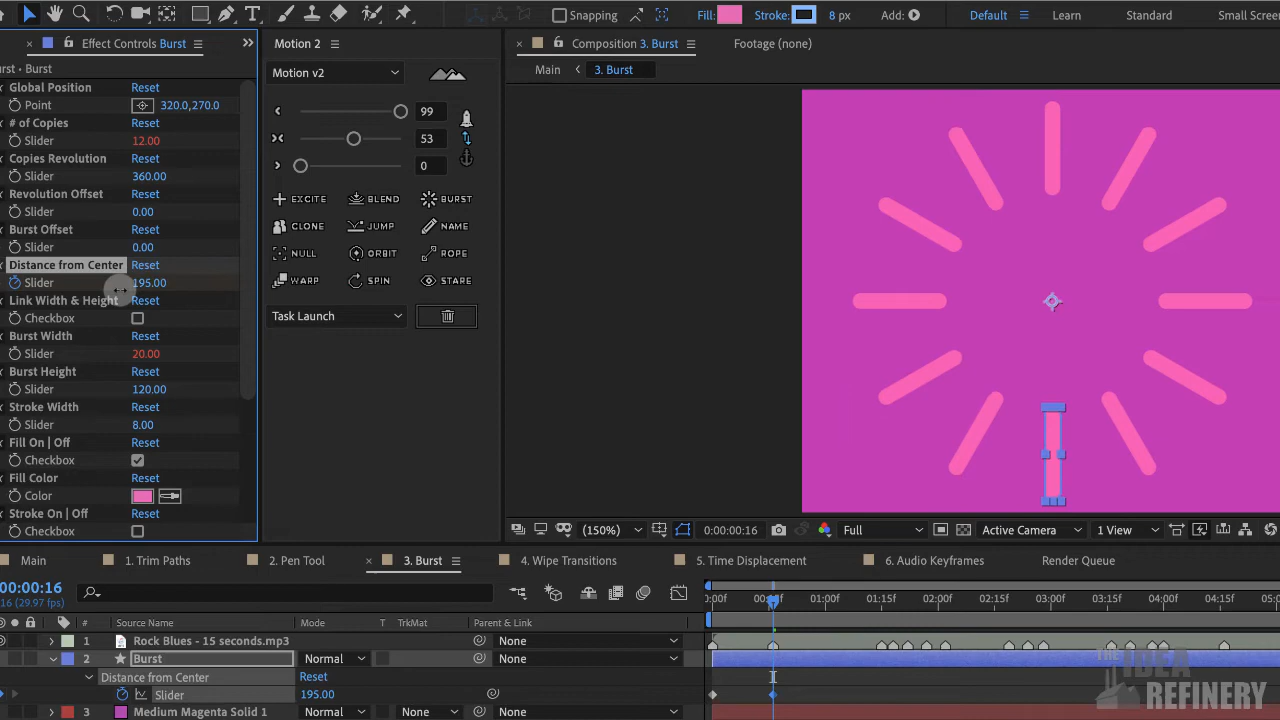 Snapping
Fill:
Stroke:
8 px
Add:
Default
Learn
Standard
Small Screen
Effect Controls Burst
Motion 2
Composition 3. Burst
Footage (none)
urst • Burst
Motion v2
Main
3. Burst
Global Position Reset
Point 320.0,270.0
99
# of Copies Reset
Slider 12.00
53
Copies Revolution Reset
Slider 360.00
0
Revolution Offset Reset
Slider 0.00
EXCITE BLEND BURST
Burst Offset Reset
CLONE JUMP NAME
Slider 0.00
NULL ORBIT ROPE
Distance from Center Reset
Slider 195.00
WARP SPIN STARE
Link Width & Height Reset
Checkbox
Task Launch
Burst Width Reset
Slider 20.00
Burst Height Reset
Slider 120.00
Stroke Width Reset
Slider 8.00
Fill On | Off Reset
Checkbox
Fill Color Reset
Color
Stroke On | Off Reset
Checkbox
(150%)
0:00:00:16
Full
Active Camera
1 View
Main
1. Trim Paths
2. Pen Tool
3. Burst
4. Wipe Transitions
5. Time Displacement
6. Audio Keyframes
Render Queue
00:00:16
16 (29.97 fps)
01:00f
01:15f
02:00f
02:15f
03:00f
03:15f
04:00f
04:15f
# Source Name Mode T TrkMat Parent & Link
1 Rock Blues - 15 seconds.mp3 None
2 Burst Normal None
Distance from Center Reset
Slider 195.00
3 Medium Magenta Solid 1 Normal None None
THE IDEA
REFINERY